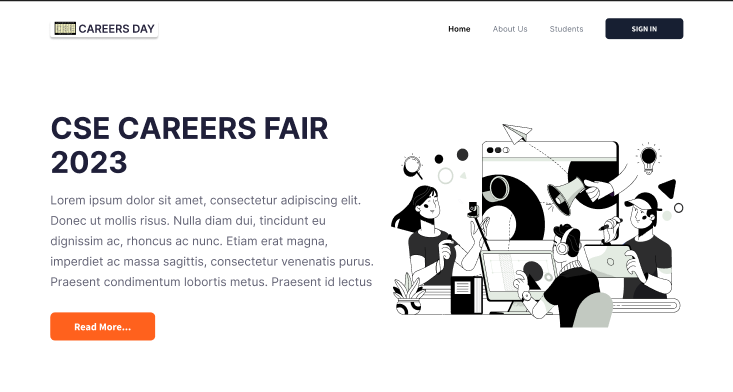 CAREERS DAY
Home
About Us
Students
SIGN IN
CSE CAREERS FAIR
2023
Lorem ipsum dolor sit amet, consectetur adipiscing elit.
Donec ut mollis risus. Nulla diam dui, tincidunt eu
dignissim ac, rhoncus ac nunc. Etiam erat magna,
imperdiet ac massa sagittis, consectetur venenatis purus.
Praesent condimentum lobortis metus. Praesent id lectus
Read More...